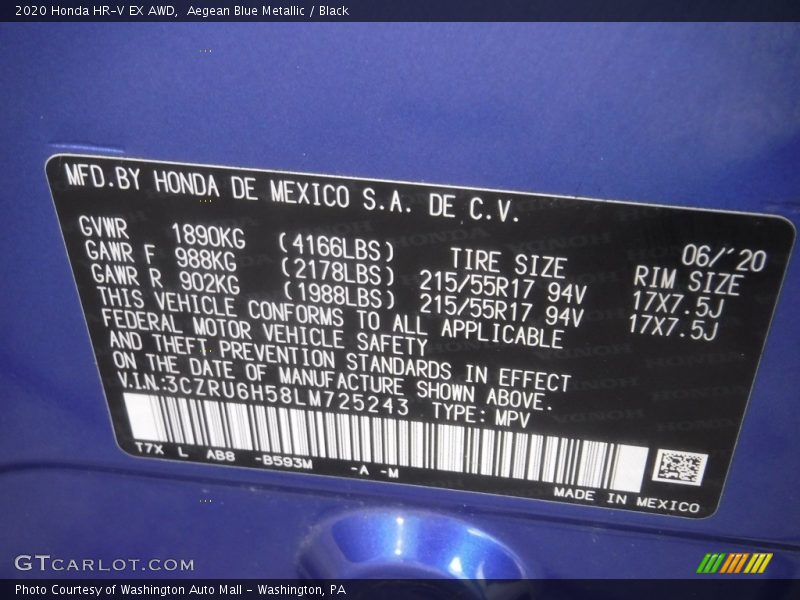 2020 Honda HR-V EX AWD,  Aegean Blue Metallic / Black
MFD.BY HONDA DE MEXICO S.A. DE C.V.
06/'20
GVWR 1890KG (4166LBS) TIRE SIZE RIM SIZE
GAWR F 988KG (2178LBS) 215/55R17 94V 17X7.5J
GAWR R 902KG (1988LBS) 215/55R17 94V 17X7.5J
THIS VEHICLE CONFORMS TO ALL APPLICABLE
FEDERAL MOTOR VEHICLE SAFETY
AND THEFT PREVENTION STANDARDS IN EFFECT
ON THE DATE OF MANUFACTURE SHOWN ABOVE.
V.I.N:3CZRU6H58LM725243 TYPE: MPV
T7X L AB8 -B593M -A -M
MADE IN MEXICO
GTCARLOT.COM
Photo Courtesy of Washington Auto Mall - Washington, PA